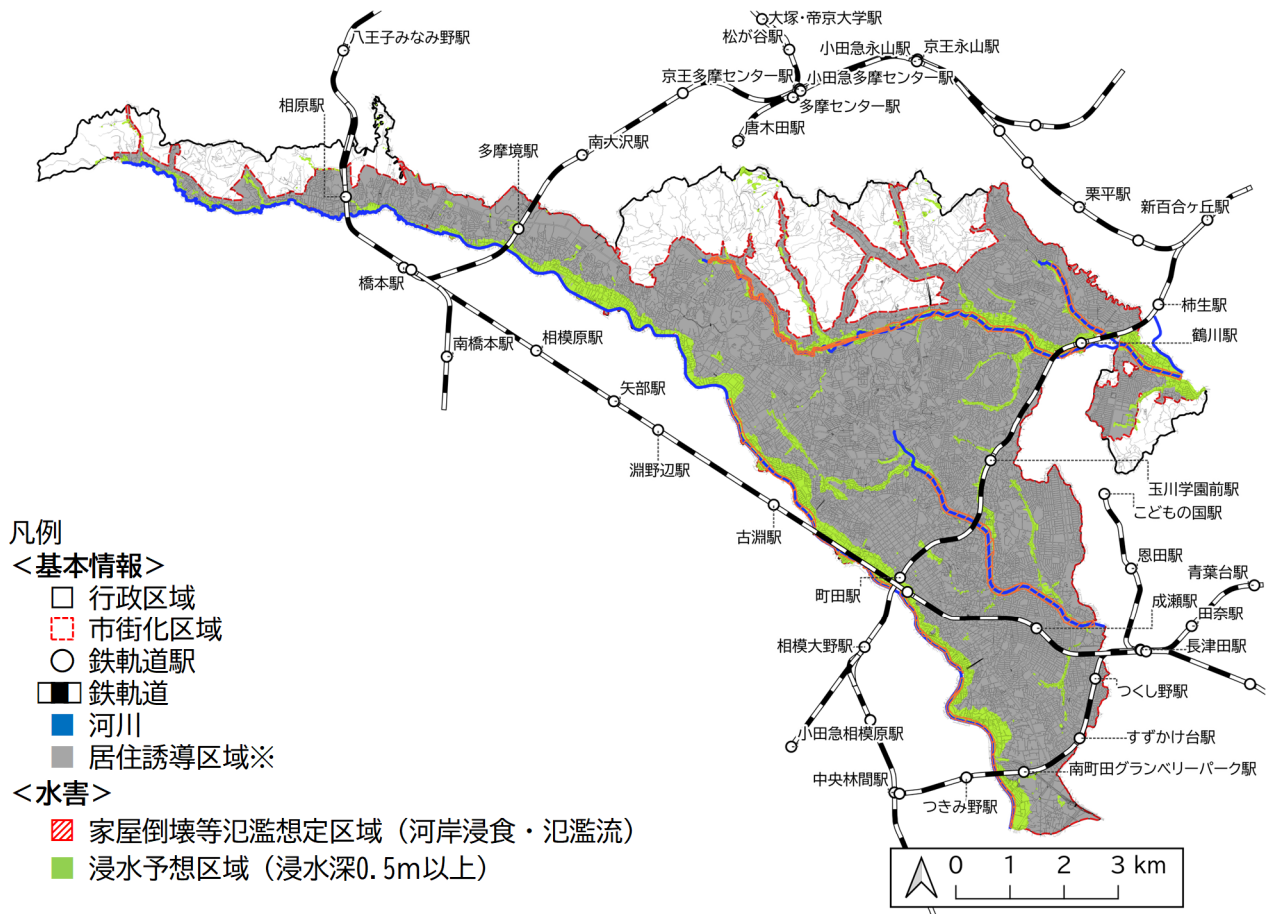 大塚・帝京大学駅
松が谷駅
八王子みなみ野駅
小田急永山駅
京王永山駅
京王多摩センター駅
小田急多摩センター駅
多摩センター駅
相原駅
唐木田駅
南大沢駅
多摩境駅
栗平駅
新百合ヶ丘駅
橋本駅
柿生駅
鶴川駅
南橋本駅
相模原駅
矢部駅
淵野辺駅
玉川学園前駅
こどもの国駅
古淵駅
恩田駅
青葉台駅
町田駅
成瀬駅
田奈駅
相模大野駅
長津田駅
つくし野駅
小田急相模原駅
すずかけ台駅
中央林間駅
南町田グランベリーパーク駅
つきみ野駅
凡例
＜基本情報＞
行政区域
市街化区域
鉄軌道駅
鉄軌道
河川
居住誘導区域※
＜水害＞
家屋倒壊等氾濫想定区域（河岸浸食・氾濫流）
浸水予想区域（浸水深0.5m以上）
0 1 2 3 km